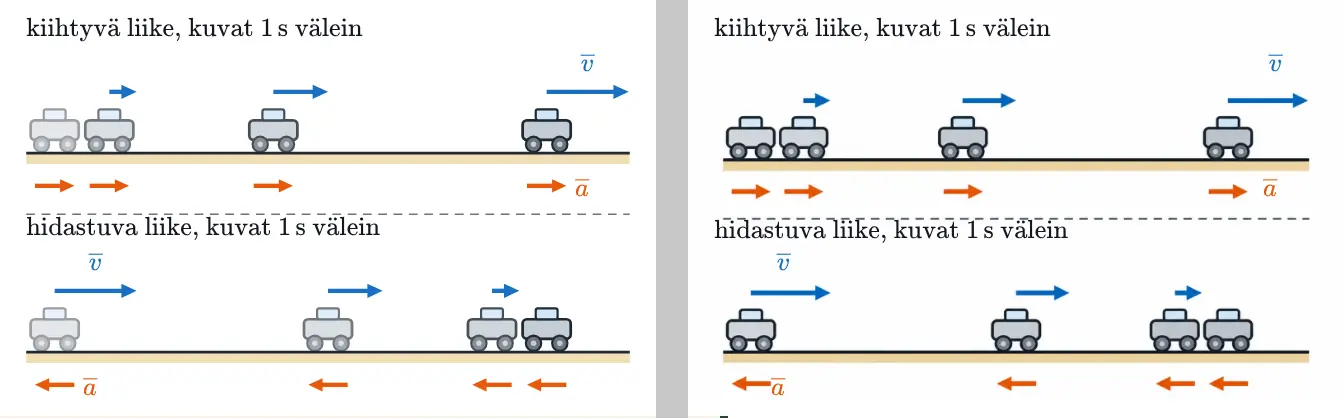 kiihtyvä liike, kuvat 1 s välein
v̅
a̅
hidastuva liike, kuvat 1 s välein
v̅
a̅
kiihtyvä liike, kuvat 1 s välein
v̅
a̅
hidastuva liike, kuvat 1 s välein
v̅
a̅